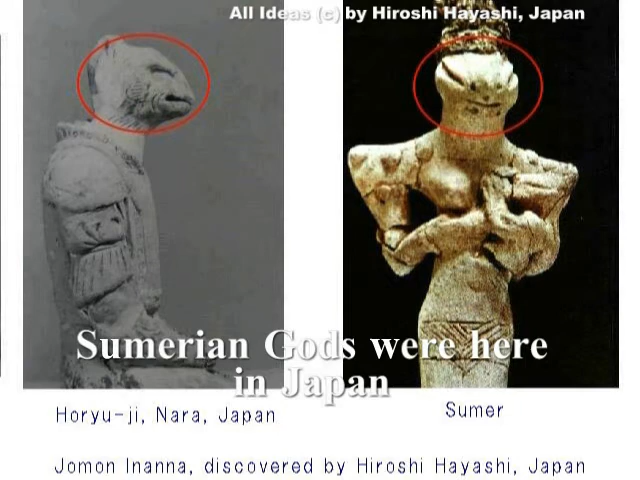 All Ideas (c) by Hiroshi Hayashi, Japan
Sumerian Gods were here
in Japan
Horyu-ji, Nara, Japan
Sumer
Jomon Inanna, discovered by Hiroshi Hayashi, Japan